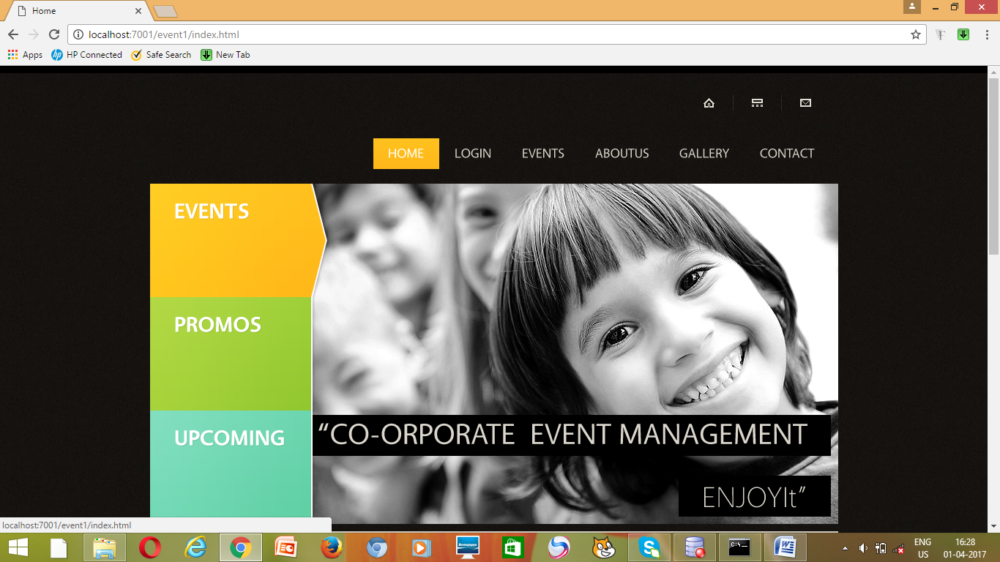 Home
localhost:7001/event1/index.html
Apps HP Connected Safe Search New Tab
HOME LOGIN EVENTS ABOUTUS GALLERY CONTACT
EVENTS
PROMOS
UPCOMING
“CO-ORPORATE EVENT MANAGEMENT
ENJOYIt”
localhost:7001/event1/index.html
ENG 16:28
US 01-04-2017